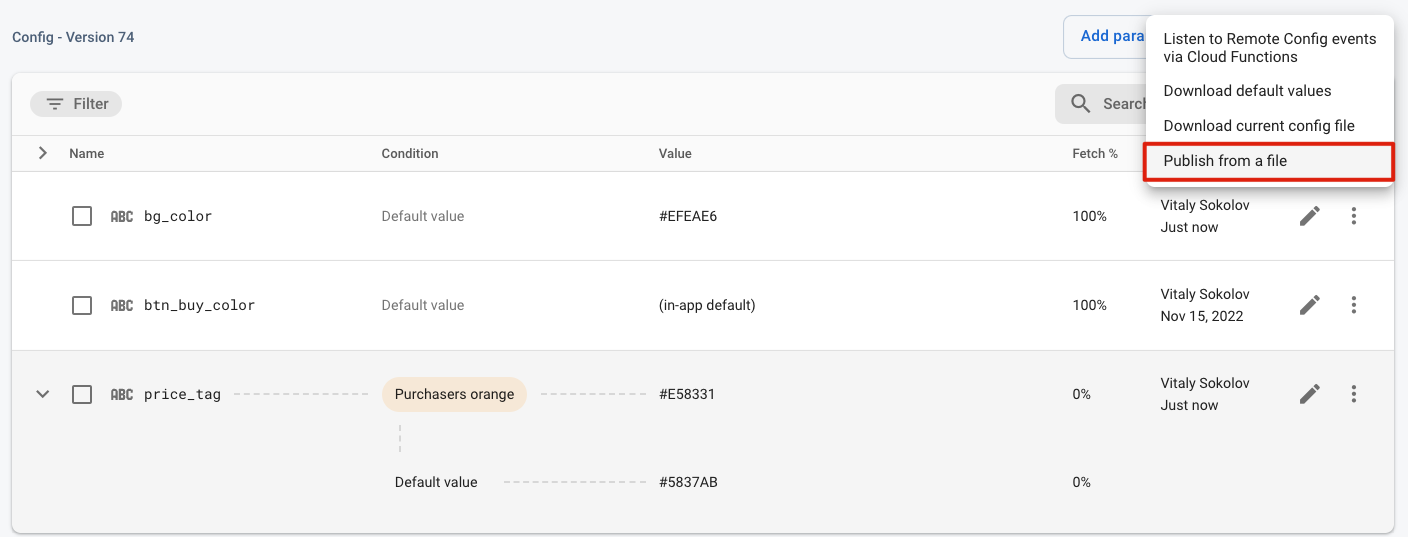 Config - Version 74
Add para
Listen to Remote Config events
via Cloud Functions
Download default values
Download current config file
Publish from a file
Filter
Search
Name Condition Value Fetch %
ABC bg_color Default value #EFEAE6 100% Vitaly Sokolov
Just now
ABC btn_buy_color Default value (in-app default) 100% Vitaly Sokolov
Nov 15, 2022
ABC price_tag Purchasers orange #E58331 0% Vitaly Sokolov
Just now
Default value #5837AB 0%